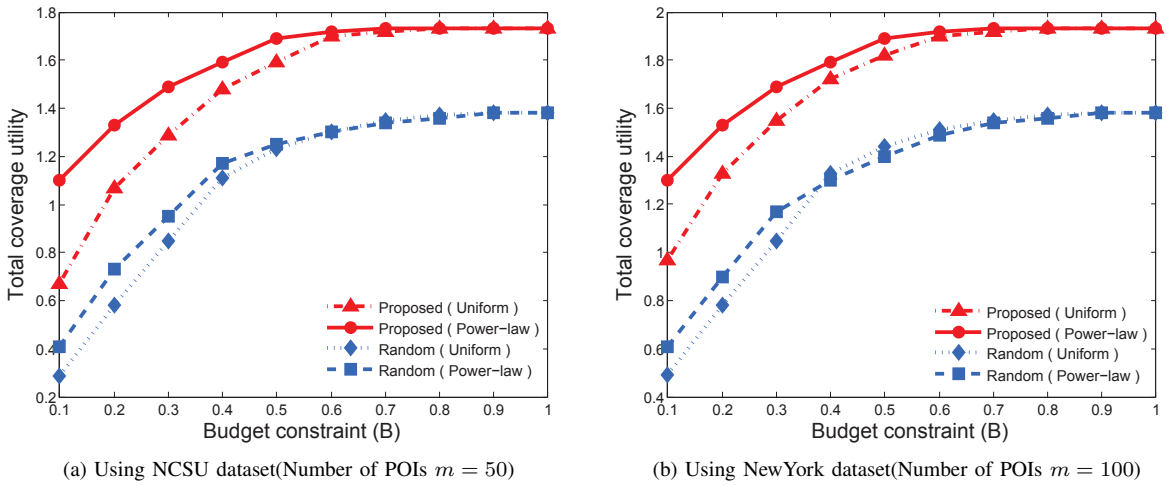 Total coverage utility
1.8
1.6
1.4
1.2
1
0.8
0.6
0.4
0.2
0.1 0.2 0.3 0.4 0.5 0.6 0.7 0.8 0.9 1
Budget constraint (B)
Proposed ( Uniform )
Proposed ( Power−law )
Random ( Uniform )
Random ( Power−law )
(a) Using NCSU dataset(Number of POIs m = 50)
Total coverage utility
2
1.8
1.6
1.4
1.2
1
0.8
0.6
0.4
0.1 0.2 0.3 0.4 0.5 0.6 0.7 0.8 0.9 1
Budget constraint (B)
Proposed ( Uniform )
Proposed ( Power−law )
Random ( Uniform )
Random ( Power−law )
(b) Using NewYork dataset(Number of POIs m = 100)